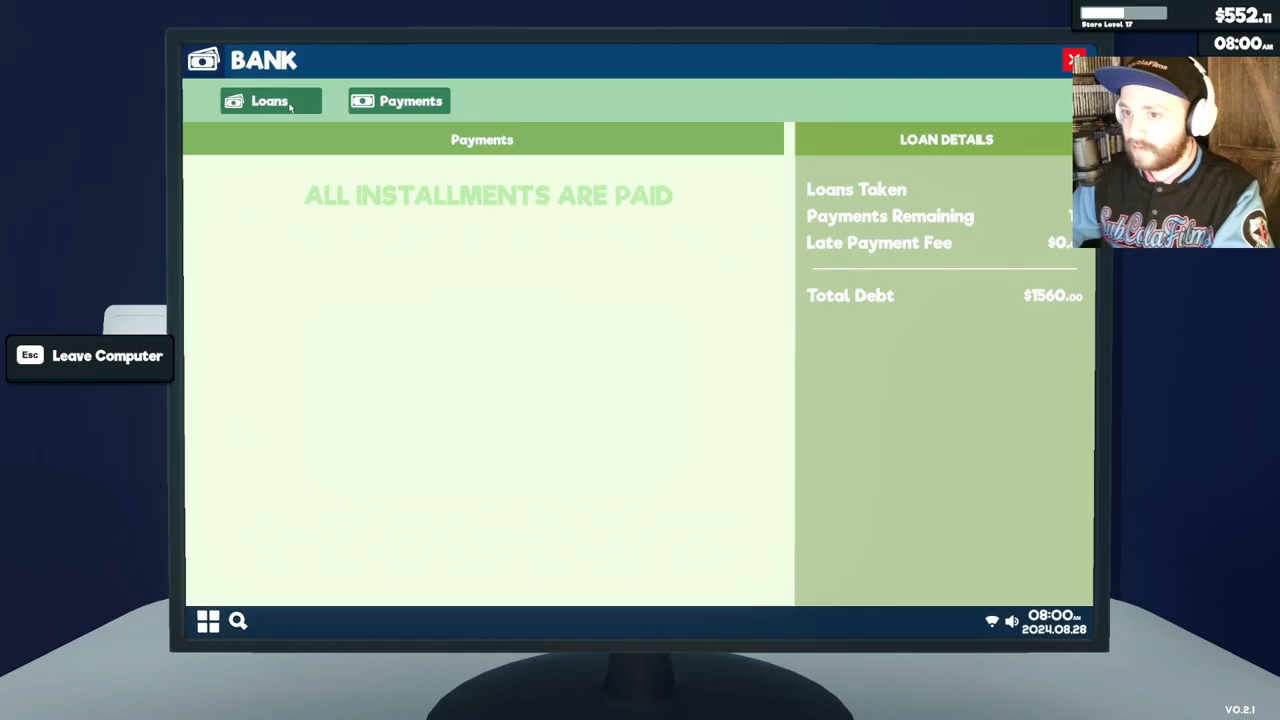 $552.11
Store Level 17
08:00AM
BANK
Loans
Payments
Payments
LOAN DETAILS
ALL INSTALLMENTS ARE PAID
Loans Taken
Payments Remaining
Late Payment Fee $0.
Total Debt $1560.00
Esc Leave Computer
SubColaFilms
08:00AM
2024.08.28
V0.2.1